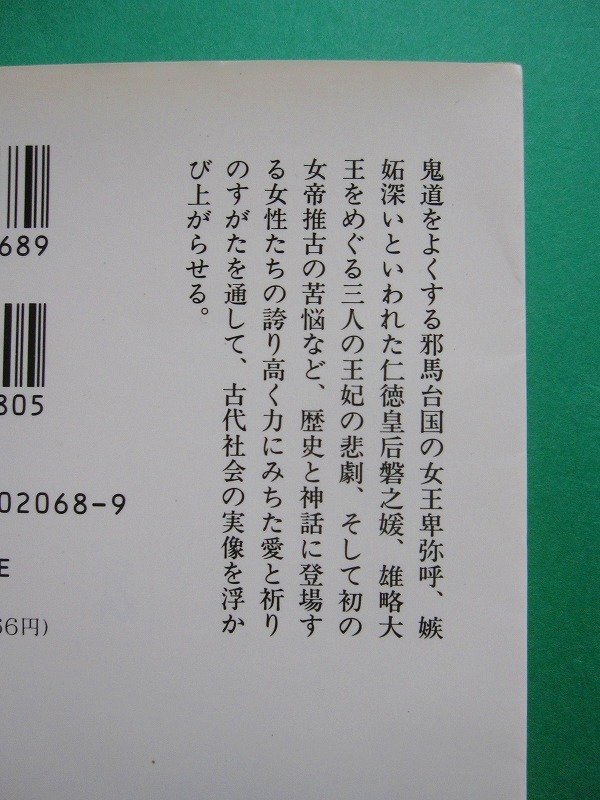 鬼道をよくする邪馬台国の女王卑弥呼、嫉
妬深いといわれた仁徳皇后磐之媛、雄略大
王をめぐる三人の王妃の悲劇、そして初の
女帝推古の苦悩など、歴史と神話に登場す
る女性たちの誇り高く力にみちた愛と祈り
のすがたを通して、古代社会の実像を浮か
び上がらせる。
689
805
02068-9
E
66円)